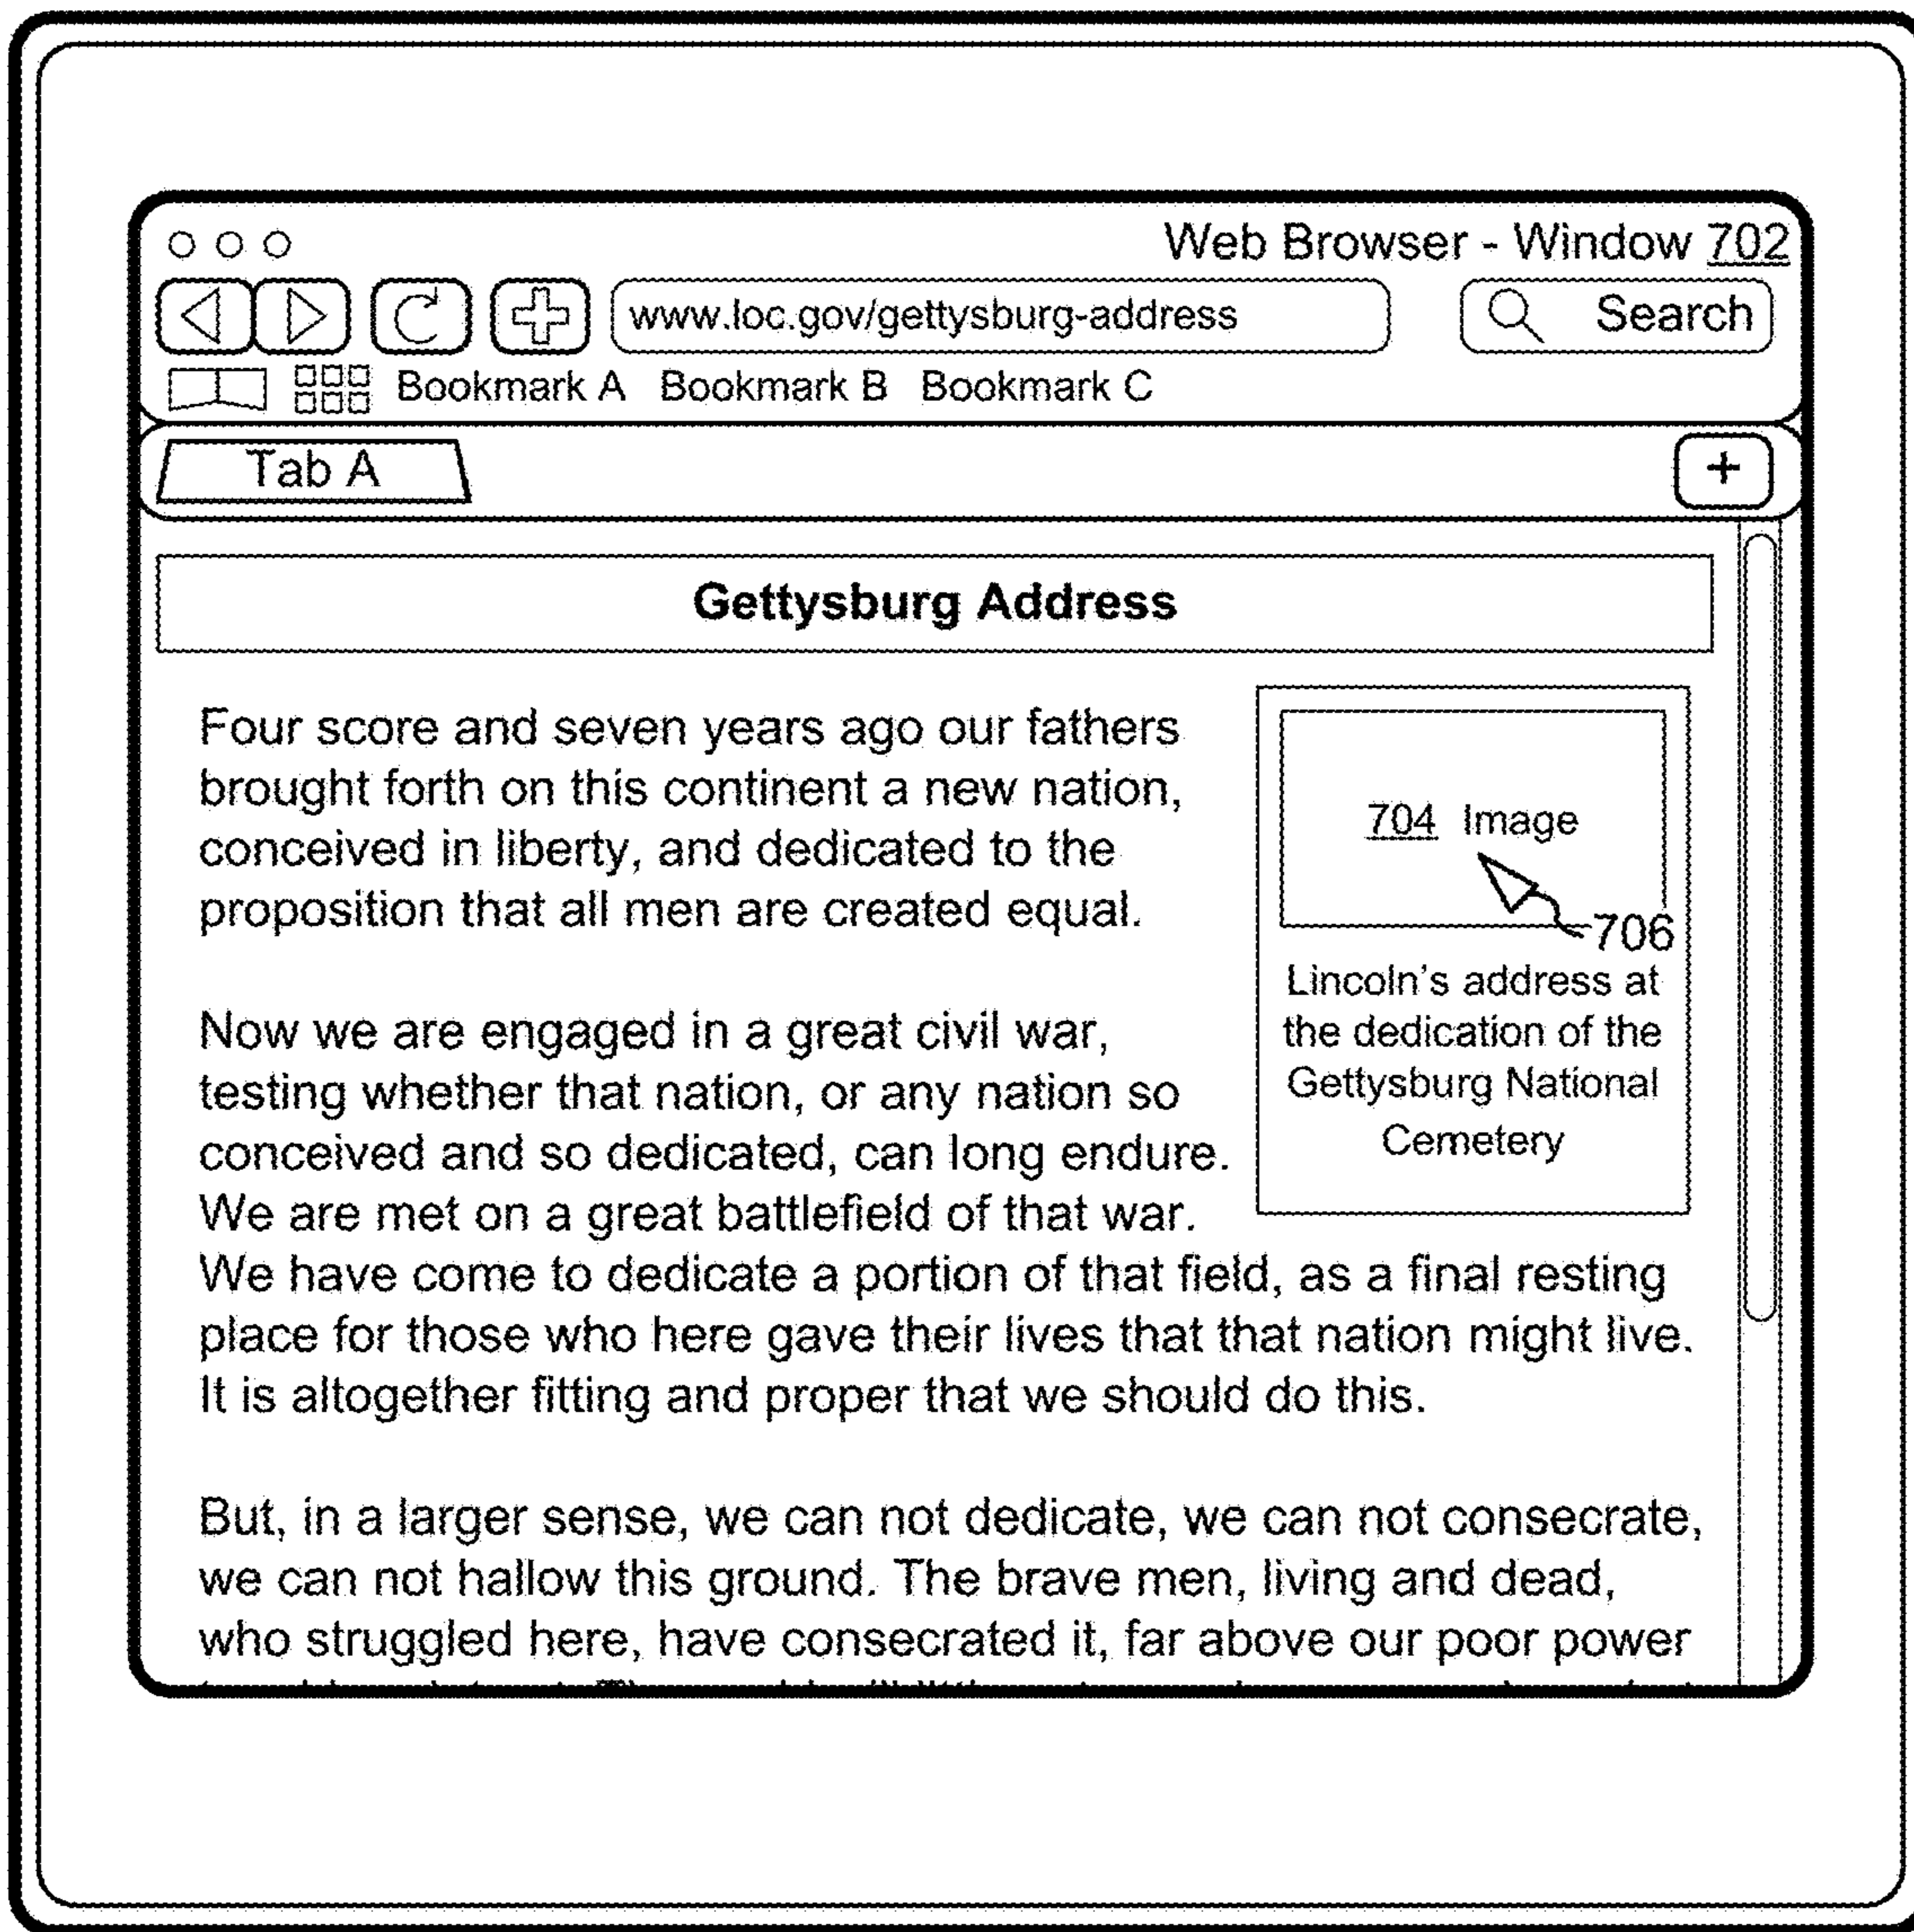 Web Browser - Window 702
www.loc.gov/gettysburg-address
Search
Bookmark A Bookmark B Bookmark C
Tab A
+
Gettysburg Address
Four score and seven years ago our fathers
brought forth on this continent a new nation,
conceived in liberty, and dedicated to the
proposition that all men are created equal.
704 Image
706
Lincoln's address at
the dedication of the
Gettysburg National
Cemetery
Now we are engaged in a great civil war,
testing whether that nation, or any nation so
conceived and so dedicated, can long endure.
We are met on a great battlefield of that war.
We have come to dedicate a portion of that field, as a final resting
place for those who here gave their lives that that nation might live.
It is altogether fitting and proper that we should do this.
But, in a larger sense, we can not dedicate, we can not consecrate,
we can not hallow this ground. The brave men, living and dead,
who struggled here, have consecrated it, far above our poor power